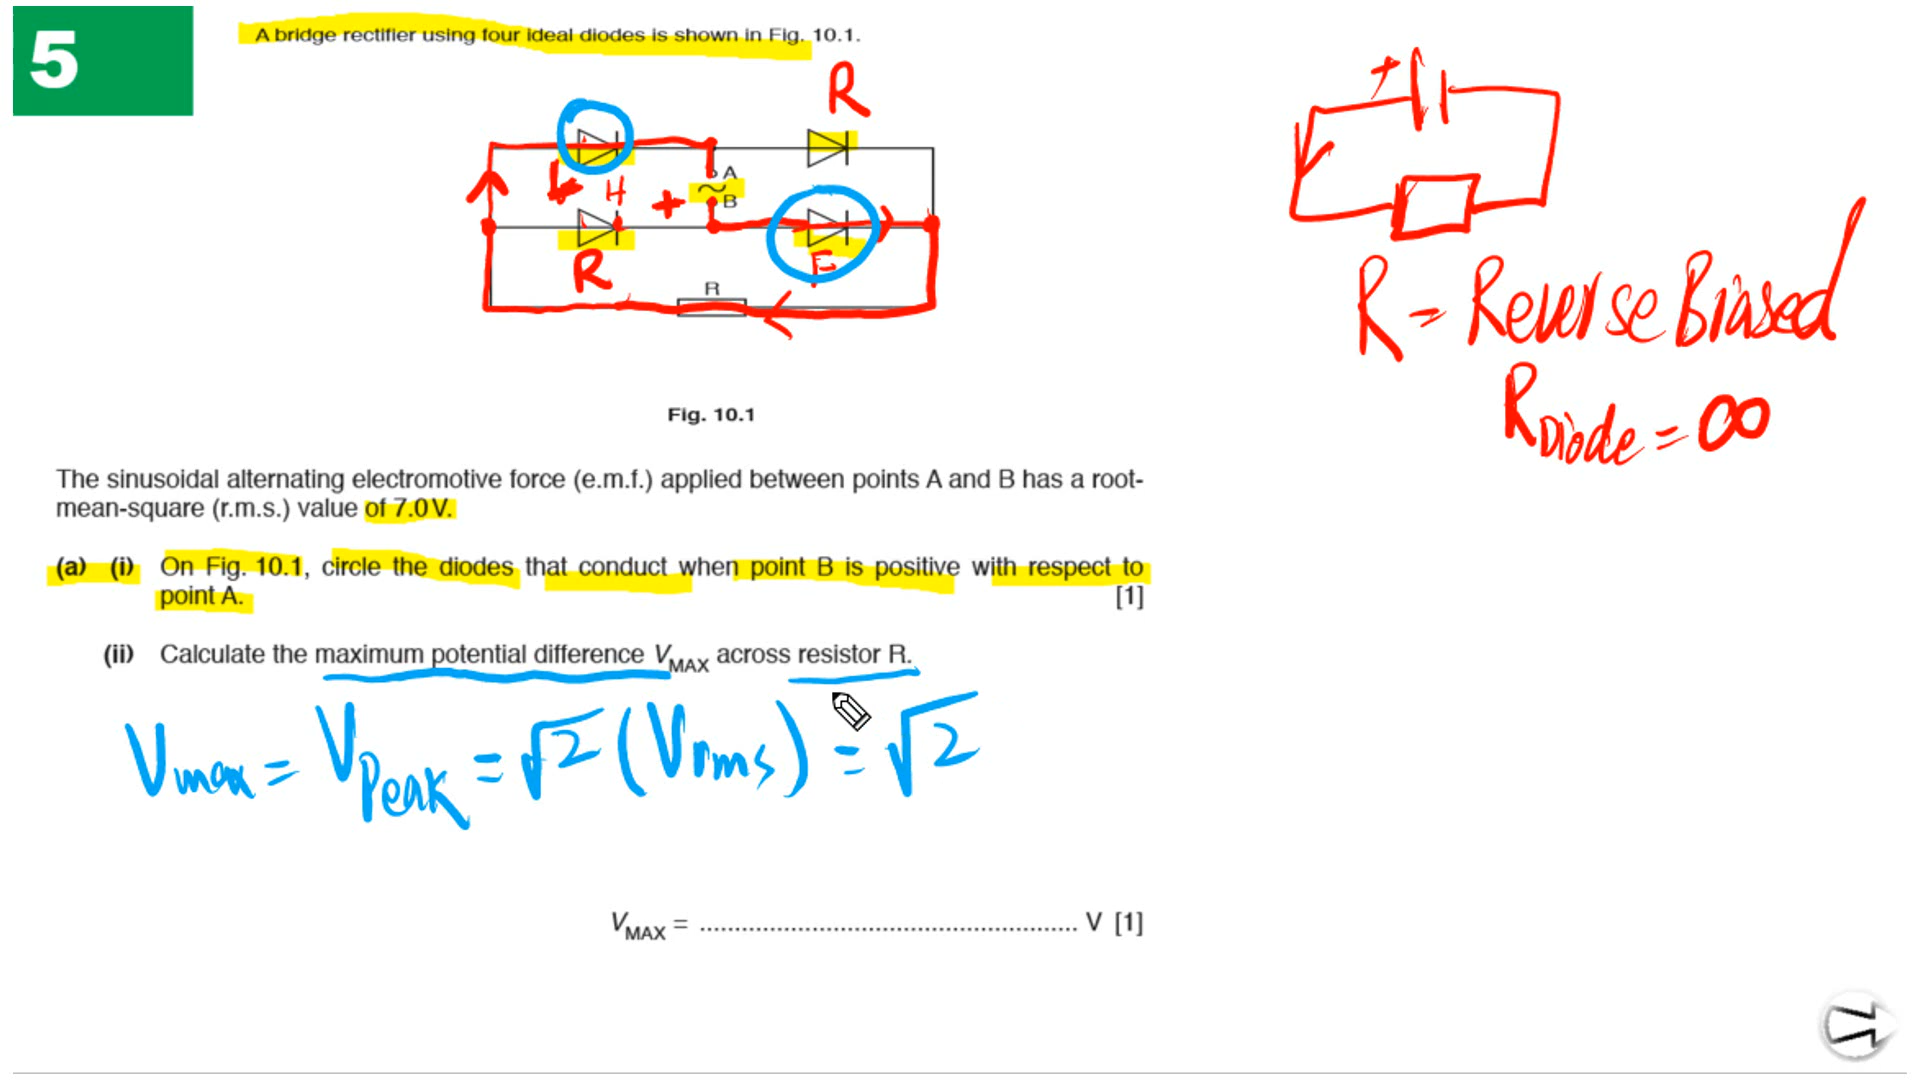 5
A bridge rectifier using four ideal diodes is shown in Fig. 10.1.
R
A
+
H
B
R
F
R
Fig. 10.1
+
R = Reverse Biased
R Diode = ∞
The sinusoidal alternating electromotive force (e.m.f.) applied between points A and B has a root-
mean-square (r.m.s.) value of 7.0 V.
(a) (i) On Fig. 10.1, circle the diodes that conduct when point B is positive with respect to
point A. [1]
(ii) Calculate the maximum potential difference VMAX across resistor R.
Vmax = VPeak = √2 (Vrms) = √2
VMAX = ...................................................... V [1]